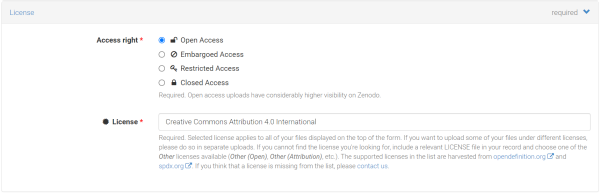 License required
Access right * Open Access
Embargoed Access
Restricted Access
Closed Access
Required. Open access uploads have considerably higher visibility on Zenodo.
License * Creative Commons Attribution 4.0 International
Required. Selected license applies to all of your files displayed on the top of the form. If you want to upload some of your files under different licenses,
please do so in separate uploads. If you cannot find the license you're looking for, include a relevant LICENSE file in your record and choose one of the
Other licenses available (Other (Open), Other (Attribution), etc.). The supported licenses in the list are harvested from opendefinition.org and
spdx.org. If you think that a license is missing from the list, please contact us.